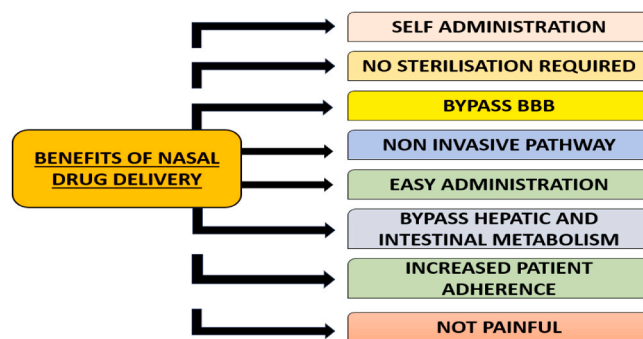 BENEFITS OF NASAL
DRUG DELIVERY
SELF ADMINISTRATION
NO STERILISATION REQUIRED
BYPASS BBB
NON INVASIVE PATHWAY
EASY ADMINISTRATION
BYPASS HEPATIC AND
INTESTINAL METABOLISM
INCREASED PATIENT
ADHERENCE
NOT PAINFUL